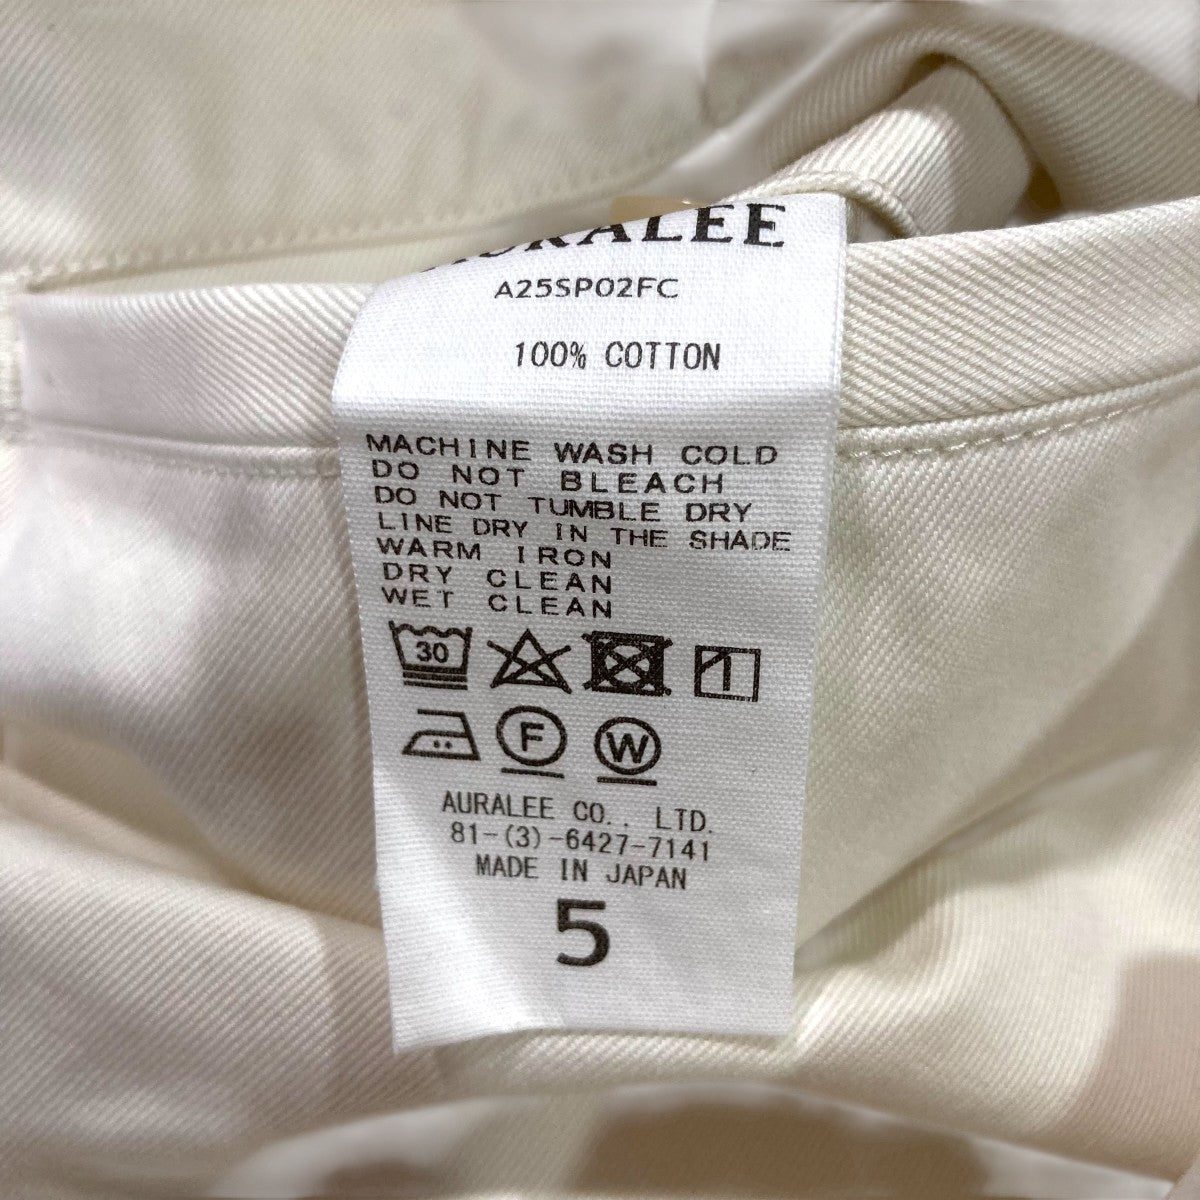 AURALEE
A25SP02FC
100% COTTON
MACHINE WASH COLD
DO NOT BLEACH
DO NOT TUMBLE DRY
LINE DRY IN THE SHADE
WARM IRON
DRY CLEAN
WET CLEAN
30
F W
AURALEE CO., LTD.
81-(3)-6427-7141
MADE IN JAPAN
5